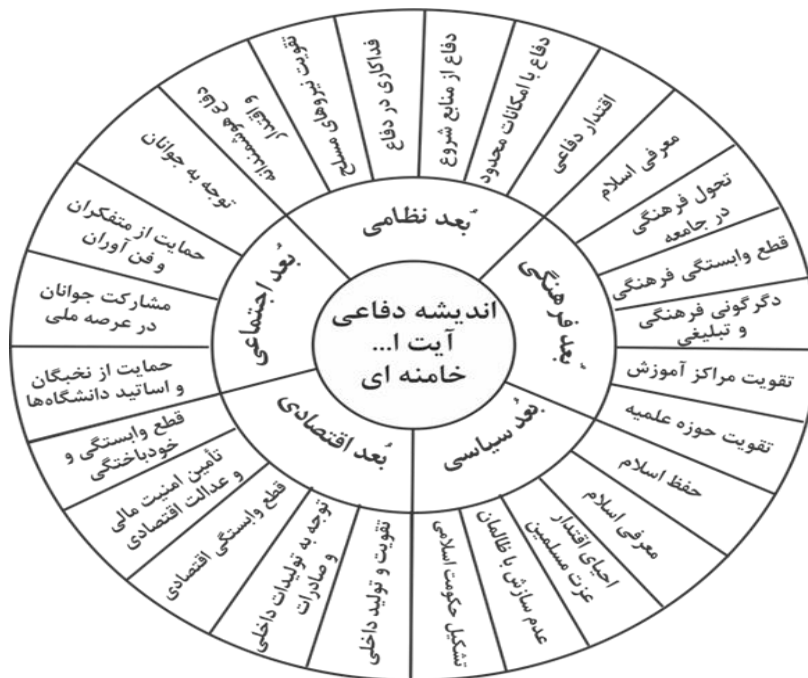 اندیشه دفاعی
آیت ا...
خامنه ای
بُعد نظامی
دفاع هوشمندانه
و اقتدار
تقویت نیروهای مسلح
فداکاری در دفاع
دفاع از منابع شروع
دفاع با امکانات محدود
اقتدار دفاعی
بُعد فرهنگی
معرفی اسلام
تحول فرهنگی
در جامعه
قطع وابستگی فرهنگی
دگرگونی فرهنگی
و تبلیغی
تقویت مراکز آموزش
تقویت حوزه علمیه
بُعد سیاسی
حفظ اسلام
معرفی اسلام
احیای اقتدار
عزت مسلمین
عدم سازش با ظالمان
تشکیل حکومت اسلامی
بُعد اقتصادی
تقویت و تولید داخلی
توجه به تولیدات داخلی
و صادرات
قطع وابستگی اقتصادی
تأمین امنیت مالی
و عدالت اقتصادی
قطع وابستگی و
خودباختگی
بُعد اجتماعی
حمایت از نخبگان
و اساتید دانشگاه‌ها
مشارکت جوانان
در عرصه ملی
حمایت از متفکران
و فن آوران
توجه به جوانان